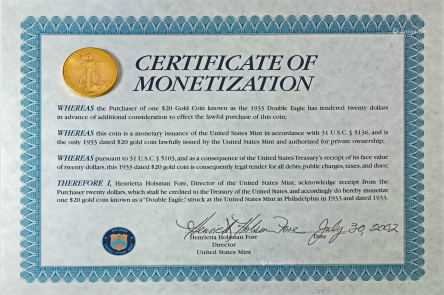 CERTIFICATE OF
MONETIZATION
WHEREAS the Purchaser of one $20 Gold Coin known as the 1933 Double Eagle has tendered twenty dollars
in advance of additional consideration to effect the lawful purchase of this coin;
WHEREAS this coin is a monetary issuance of the United States Mint in accordance with 31 U.S.C. § 5136, and is
the only 1933 dated $20 gold coin lawfully issued by the United States Mint and authorized for private ownership;
WHEREAS pursuant to 31 U.S.C. § 5103, and as a consequence of the United States Treasury's receipt of its face value
of twenty dollars, this 1933 dated $20 gold coin is consequently legal tender for all debts, public charges, taxes, and dues;
THEREFORE I, Henrietta Holsman Fore, Director of the United States Mint, acknowledge receipt from the
Purchaser twenty dollars, which shall be credited to the Treasury of the United States, and accordingly do hereby monetize
one $20 gold coin known as a "Double Eagle," struck at the United States Mint in Philadelphia in 1933 and dated 1933.
Henrietta Holsman Fore July 30, 2002
Henrietta Holsman Fore Date
Director
United States Mint